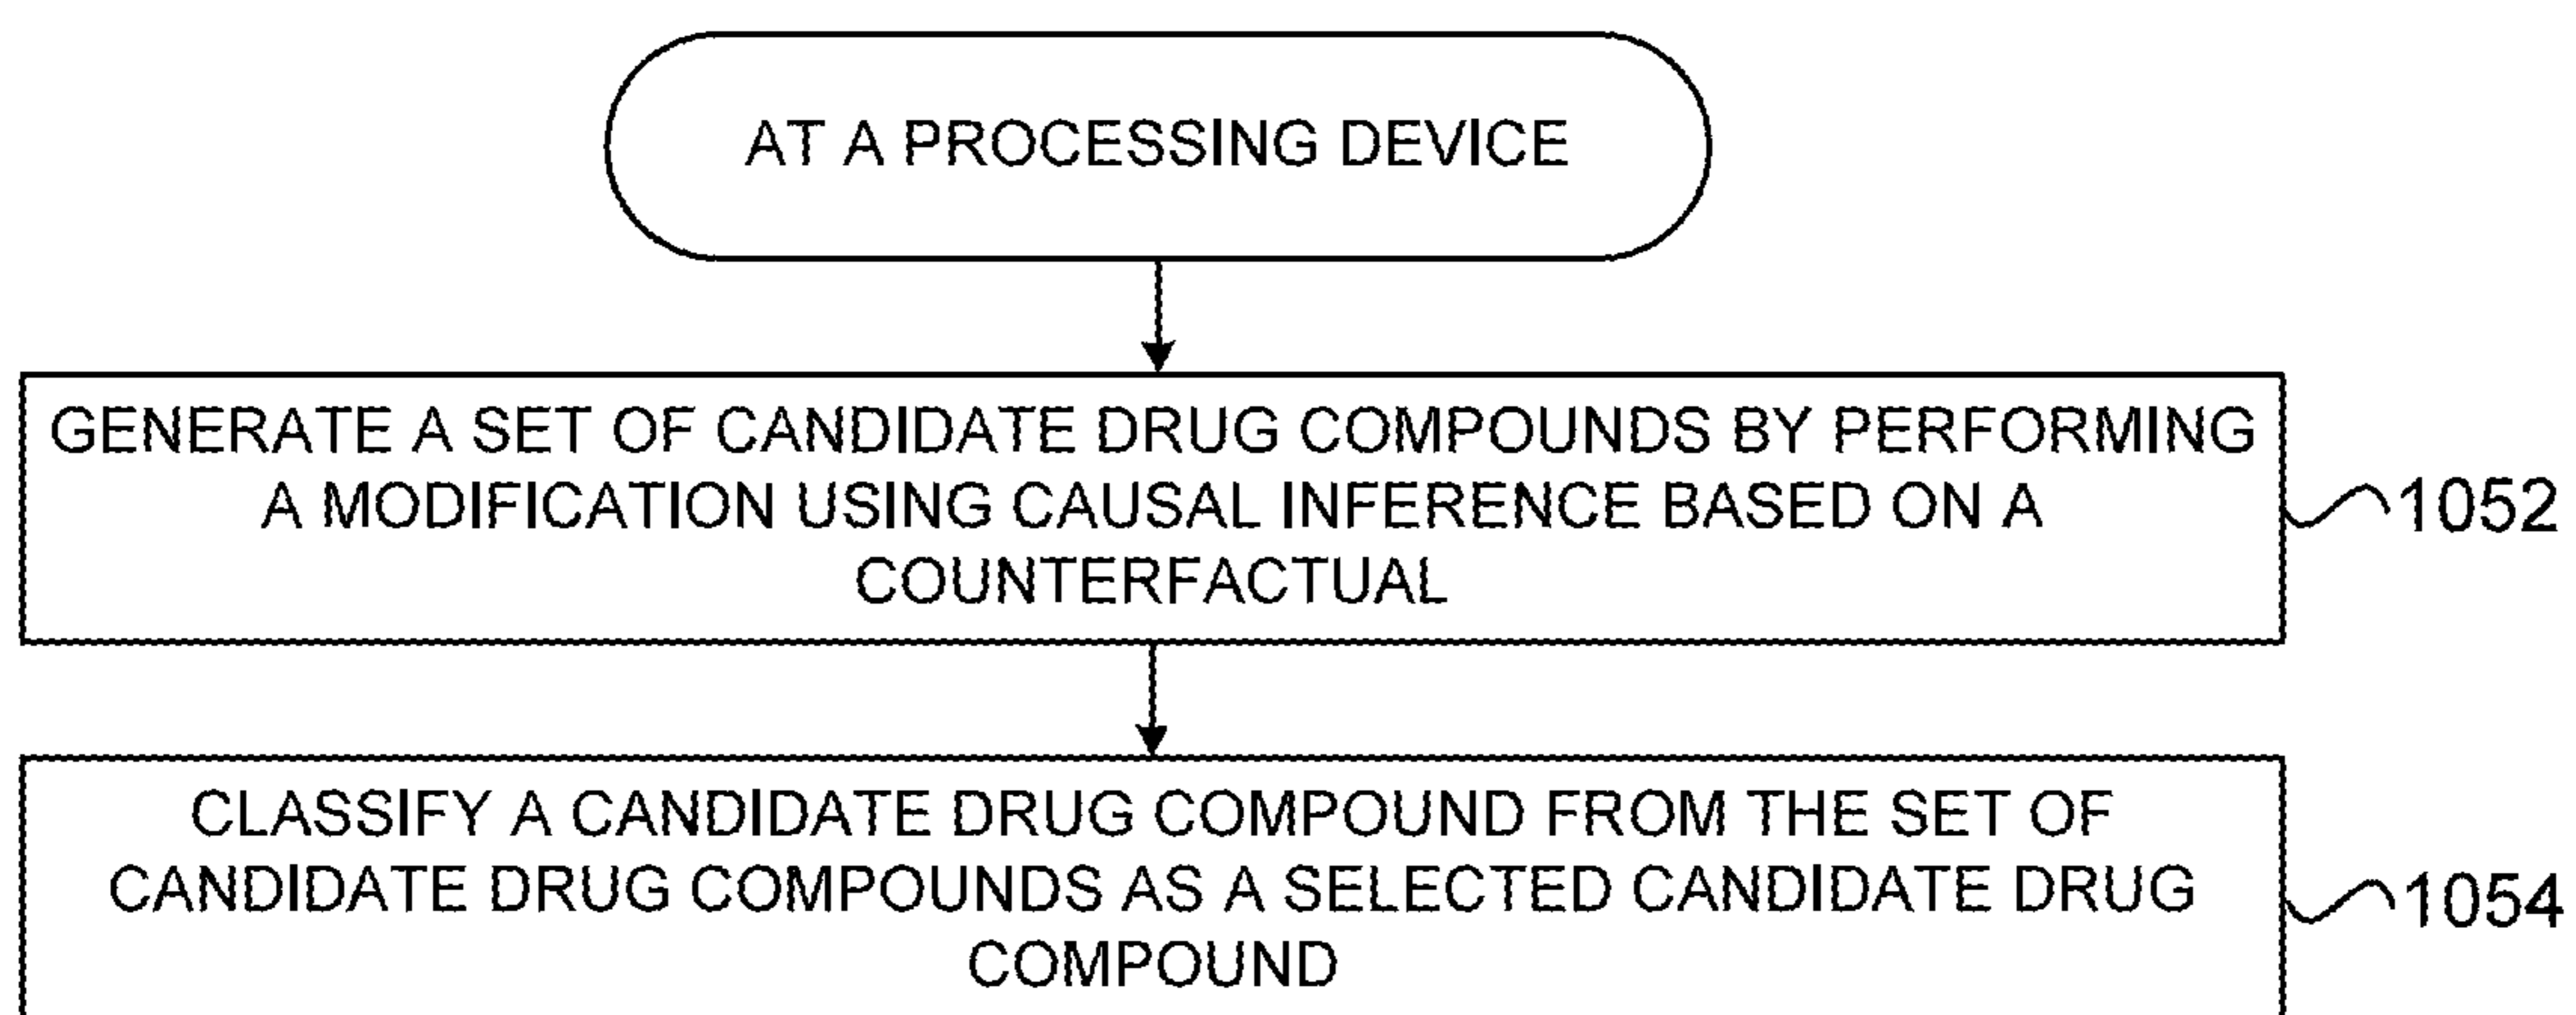 AT A PROCESSING DEVICE
GENERATE A SET OF CANDIDATE DRUG COMPOUNDS BY PERFORMING
A MODIFICATION USING CAUSAL INFERENCE BASED ON A
COUNTERFACTUAL
1052
CLASSIFY A CANDIDATE DRUG COMPOUND FROM THE SET OF
CANDIDATE DRUG COMPOUNDS AS A SELECTED CANDIDATE DRUG
COMPOUND
1054